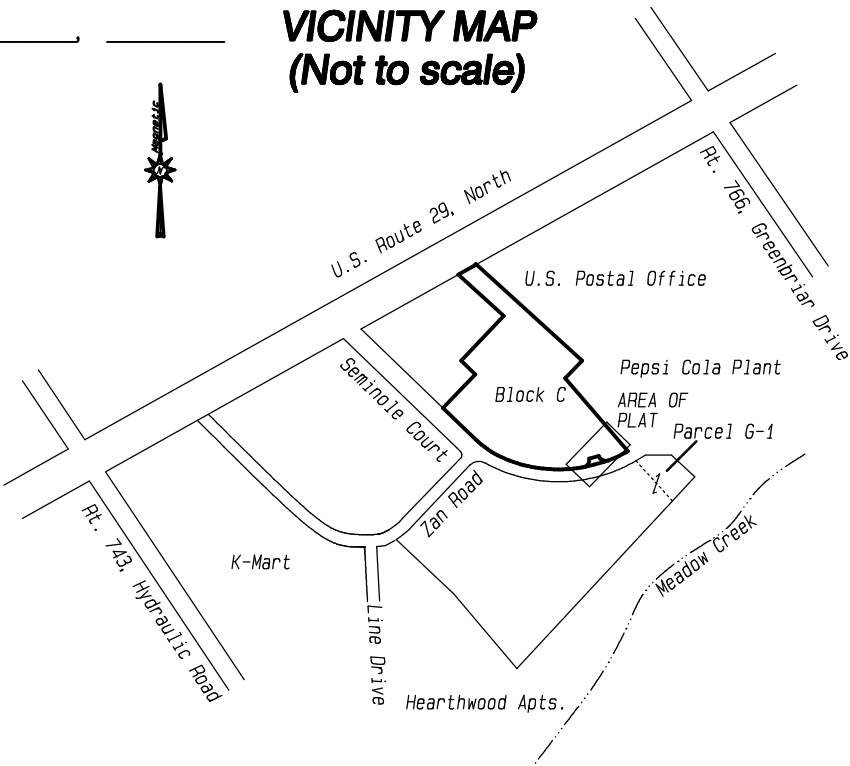 VICINITY MAP
(Not to scale)
Magnetic
N
U.S. Route 29, North
Rt. 766, Greenbriar Drive
U.S. Postal Office
Seminole Court
Block C
Pepsi Cola Plant
AREA OF
PLAT
Parcel G-1
Zan Road
Rt. 743, Hydraulic Road
K-Mart
Line Drive
Meadow Creek
Hearthwood Apts.